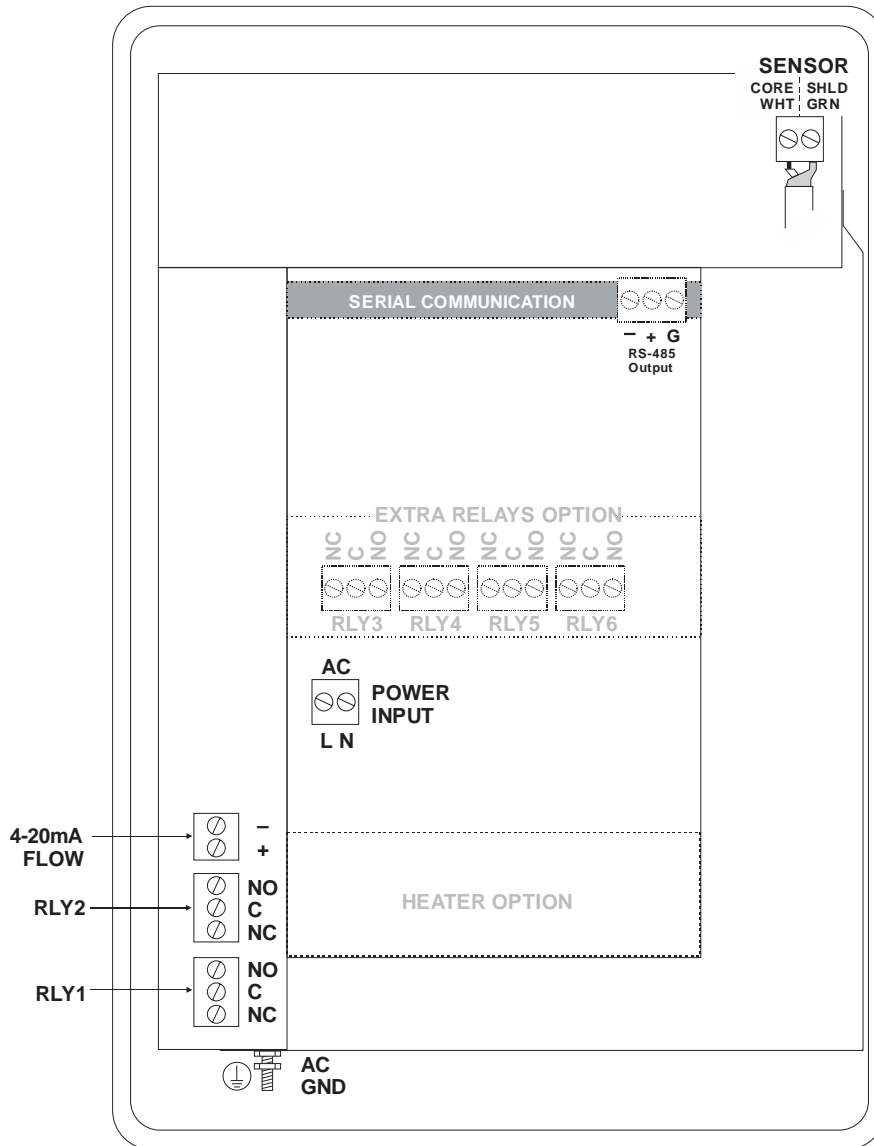 SENSOR
CORE SHLD
WHT GRN
SERIAL COMMUNICATION
– + G
RS-485
Output
EXTRA RELAYS OPTION
NC C NO NC C NO NC C NO NC C NO
RLY3 RLY4 RLY5 RLY6
AC
POWER
INPUT
L N
4-20mA
FLOW
–
+
RLY2
NO
C
NC
HEATER OPTION
RLY1
NO
C
NC
AC
GND